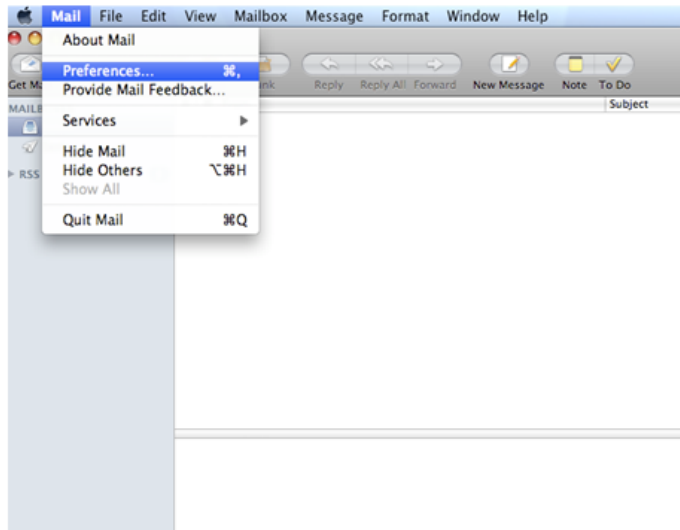 Mail File Edit View Mailbox Message Format Window Help
About Mail
Preferences... ⌘,
Provide Mail Feedback...
Services
Hide Mail ⌘H
Hide Others ⌥⌘H
Show All
Quit Mail ⌘Q
Get Reply Reply All Forward New Message Note To Do
Subject
RSS